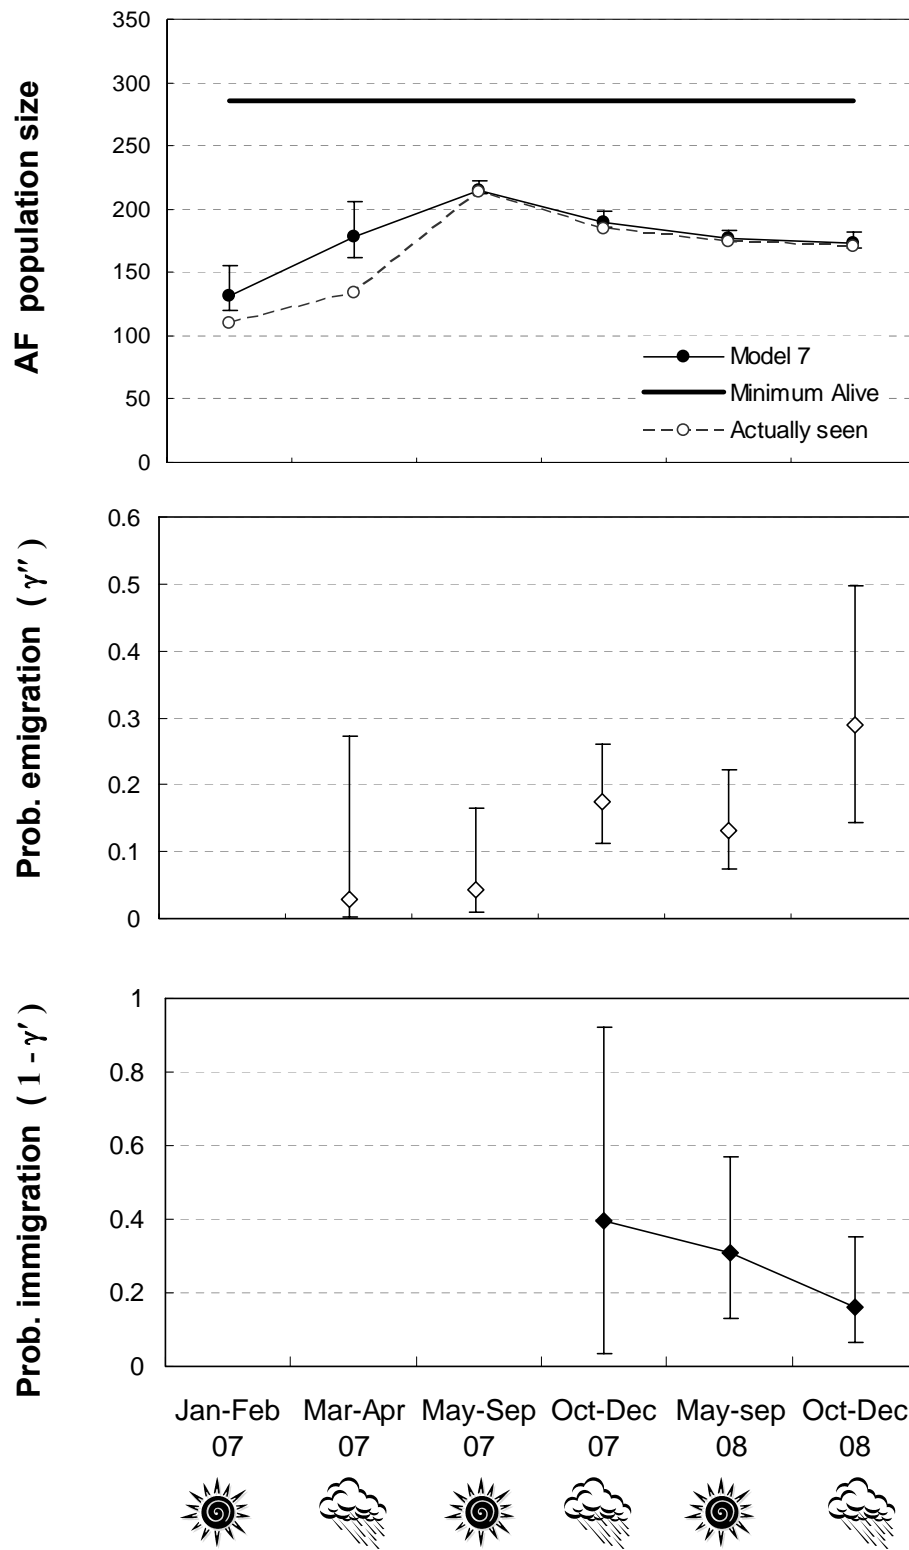 AF population size
350
300
250
200
150
100
50
0
Model 7
Minimum Alive
Actually seen
Prob. emigration ( γ″ )
0.6
0.5
0.4
0.3
0.2
0.1
0
Prob. immigration ( 1 - γ′ )
1
0.8
0.6
0.4
0.2
0
Jan-Feb Mar-Apr May-Sep Oct-Dec May-sep Oct-Dec
07 07 07 07 08 08